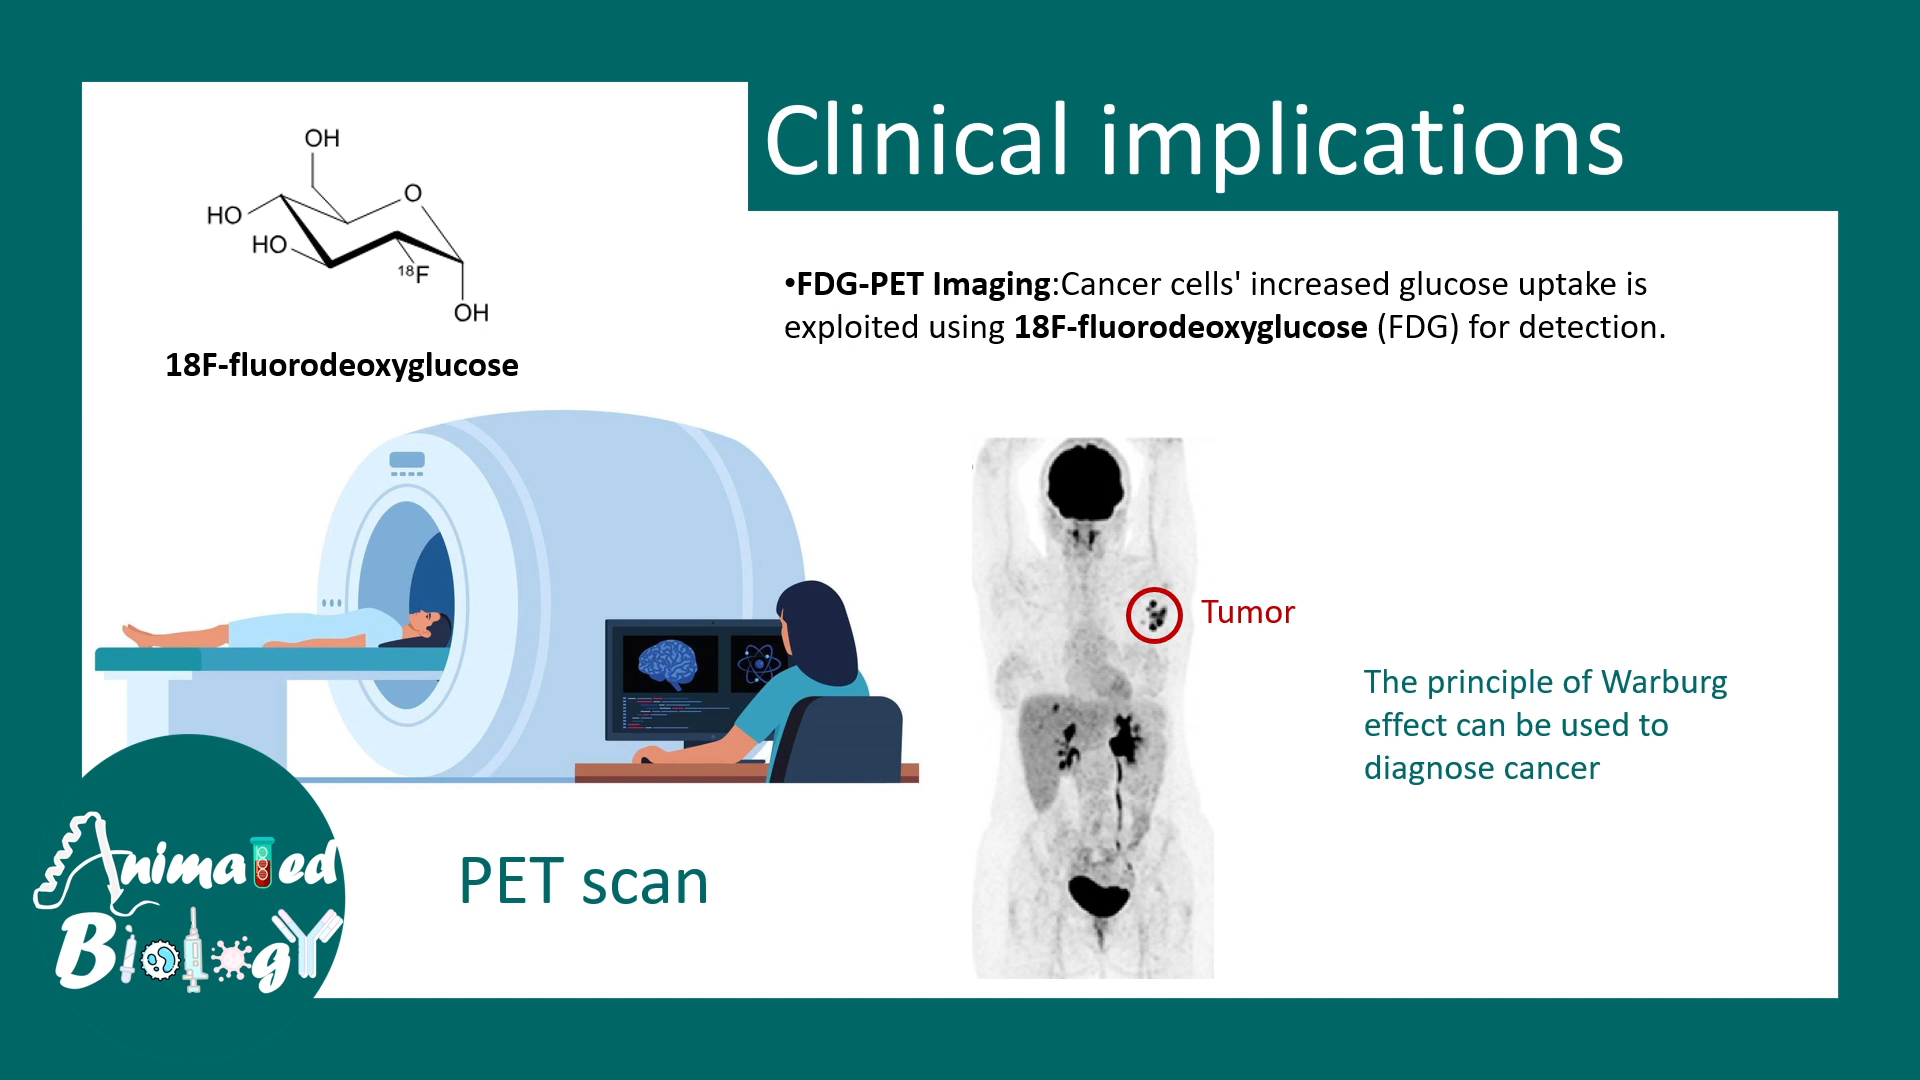 Clinical implications
OH
O
HO
HO
18F
OH
18F-fluorodeoxyglucose
•FDG-PET Imaging:Cancer cells' increased glucose uptake is
exploited using 18F-fluorodeoxyglucose (FDG) for detection.
Tumor
The principle of Warburg
effect can be used to
diagnose cancer
PET scan
Animated
Biology